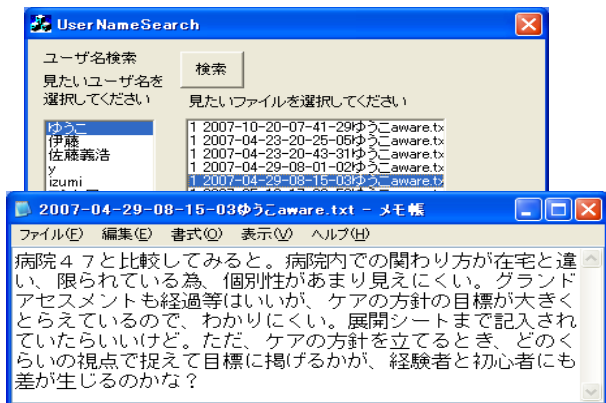 UserNameSearch
ユーザ名検索
見たいユーザ名を
選択してください
検索
見たいファイルを選択してください
ゆうこ
伊藤
佐藤義浩
y
izumi
1 2007-10-20-07-41-29ゆうこaware.tx
1 2007-04-23-20-25-05ゆうこaware.tx
1 2007-04-23-20-43-31ゆうこaware.tx
1 2007-04-29-08-01-02ゆうこaware.tx
1 2007-04-29-08-15-03ゆうこaware.tx
2007-04-29-08-15-03ゆうこaware.txt - メモ帳
ファイル(F) 編集(E) 書式(O) 表示(V) ヘルプ(H)
病院47と比較してみると。病院内での関わり方が在宅と違
い、限られている為、個別性があまり見えにくい。グランド
アセスメントも経過等はいいが、ケアの方針の目標が大きく
とらえているので、わかりにくい。展開シートまで記入され
ていたらいいけど。ただ、ケアの方針を立てるとき、どのく
らいの視点で捉えて目標に掲げるかが、経験者と初心者にも
差が生じるのかな?